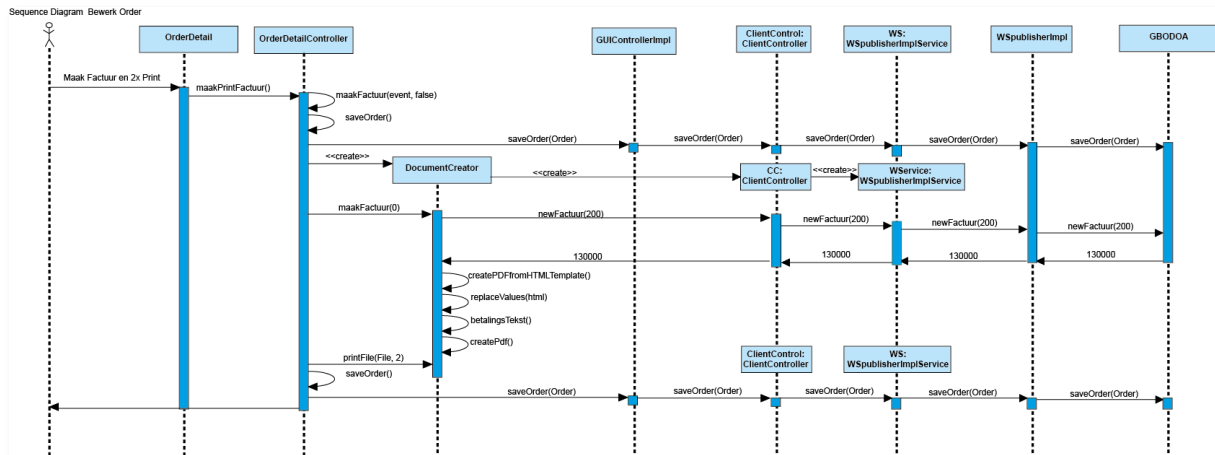 Sequence Diagram Bewerk Order
OrderDetail
OrderDetailController
GUIControllerImpl
ClientControl:
ClientController
WS:
WSpublisherImplService
WSpublisherImpl
GBODOA
Maak Factuur en 2x Print
makPrintFactuur()
maakFactuur(event, false)
saveOrder()
saveOrder(Order)
saveOrder(Order)
saveOrder(Order)
saveOrder(Order)
saveOrder(Order)
<<create>>
DocumentCreator
<<create>>
CC:
ClientController
<<create>>
WService:
WSpublisherImplService
maakFactuur(0)
newFactuur(200)
newFactuur(200)
newFactuur(200)
newFactuur(200)
130000
130000
130000
130000
createPDFfromHTMLTemplate()
replaceValues(html)
betalingsTekst()
createPdf()
printFile(File, 2)
ClientControl:
ClientController
WS:
WSpublisherImplService
saveOrder()
saveOrder(Order)
saveOrder(Order)
saveOrder(Order)
saveOrder(Order)
saveOrder(Order)